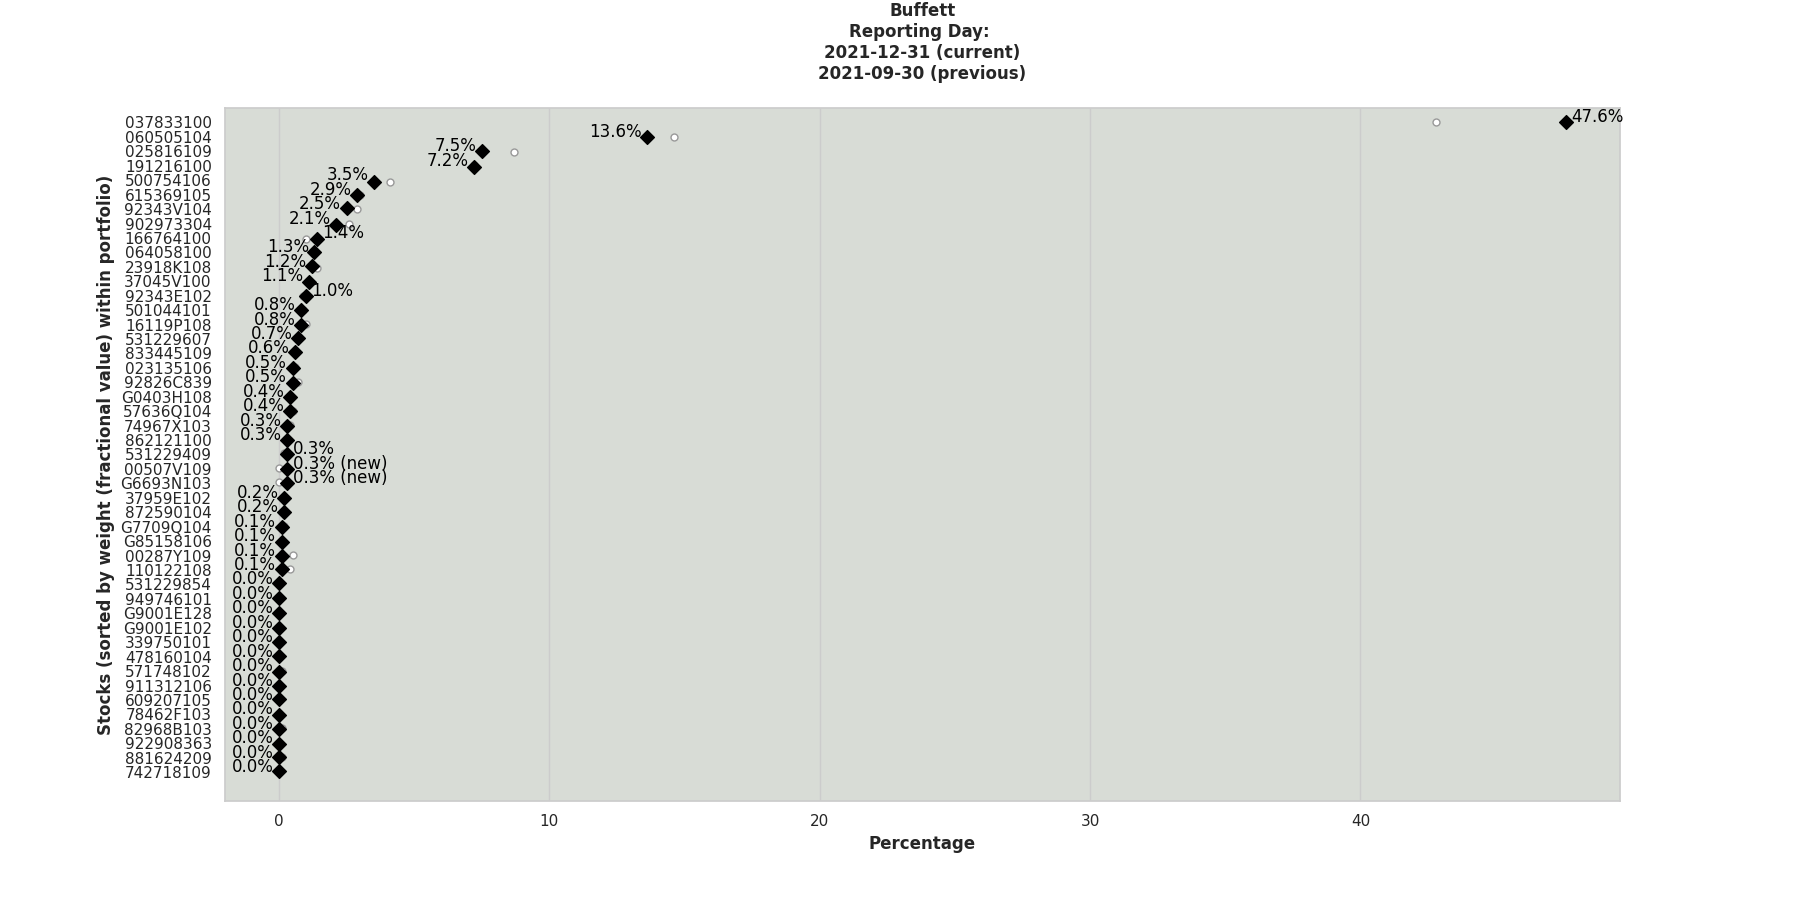 Buffett
Reporting Day:
2021-12-31 (current)
2021-09-30 (previous)
Stocks (sorted by weight (fractional value) within portfolio)
037833100 47.6%
060505104 13.6%
025816109 7.5%
191216100 7.2%
500754106 3.5%
615369105 2.9%
92343V104 2.5%
902973304 2.1%
166764100 1.4%
064058100 1.3%
23918K108 1.2%
37045V100 1.1%
92343E102 1.0%
501044101 0.8%
16119P108 0.8%
531229607 0.7%
833445109 0.6%
023135106 0.5%
92826C839 0.5%
G0403H108 0.4%
57636Q104 0.4%
74967X103 0.3%
862121100 0.3%
531229409 0.3%
00507V109 0.3% (new)
G6693N103 0.3% (new)
37959E102 0.2%
872590104 0.2%
G7709Q104 0.1%
G85158106 0.1%
00287Y109 0.1%
110122108 0.1%
531229854 0.0%
949746101 0.0%
G9001E128 0.0%
G9001E102 0.0%
339750101 0.0%
478160104 0.0%
571748102 0.0%
911312106 0.0%
609207105 0.0%
78462F103 0.0%
82968B103 0.0%
922908363 0.0%
881624209 0.0%
742718109 0.0%
0 10 20 30 40
Percentage